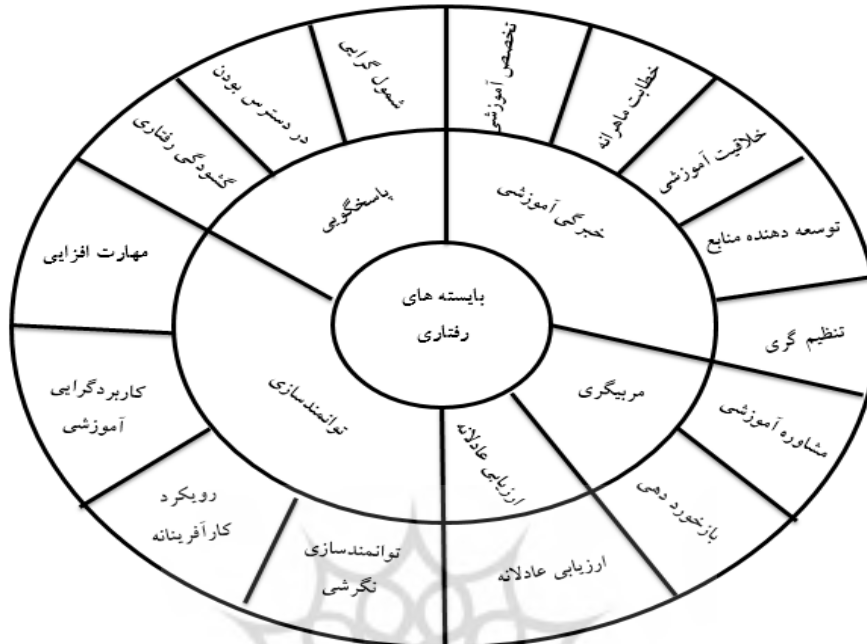 بایسته های
رفتاری
خبرگی آموزشی
مربیگری
ارزیابی عادلانه
توانمندسازی
پاسخگویی
تخصص آموزشی
خطابت ماهرانه
خلاقیت آموزشی
توسعه دهنده منابع
تنظیم گری
مشاوره آموزشی
بازخورد دهی
ارزیابی عادلانه
توانمندسازی
نگرشی
رویکرد
کارآفرینانه
کاربردگرایی
آموزشی
مهارت افزایی
گشودگی رفتاری
در دسترس بودن
شمول گرایی